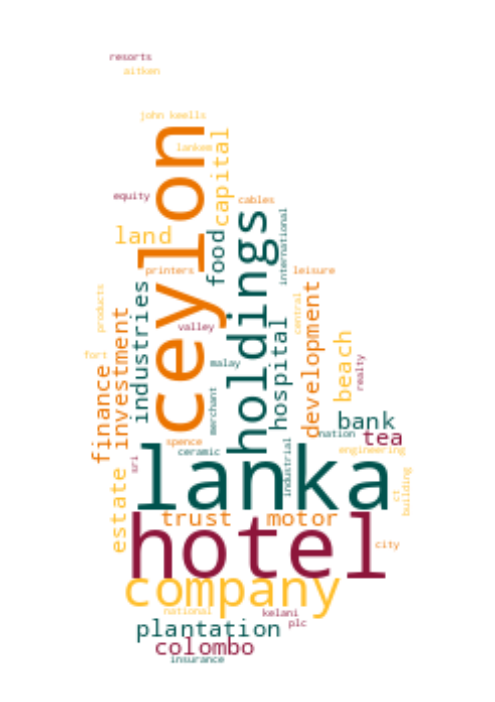 resorts
aitken
john keells
ceylon
capital
lankem
equity
cables
holdings
international
land
food
printers
leisure
industries
development
products
central
investment
hospital
valley
fort
beach
malay
realty
finance
merchant
bank
nation
tea
spence
ceramic
engineering
industrial
sri
lanka
estate
ct
building
trust
motor
hotel
city
company
national
kelani
plc
plantation
colombo
insurance